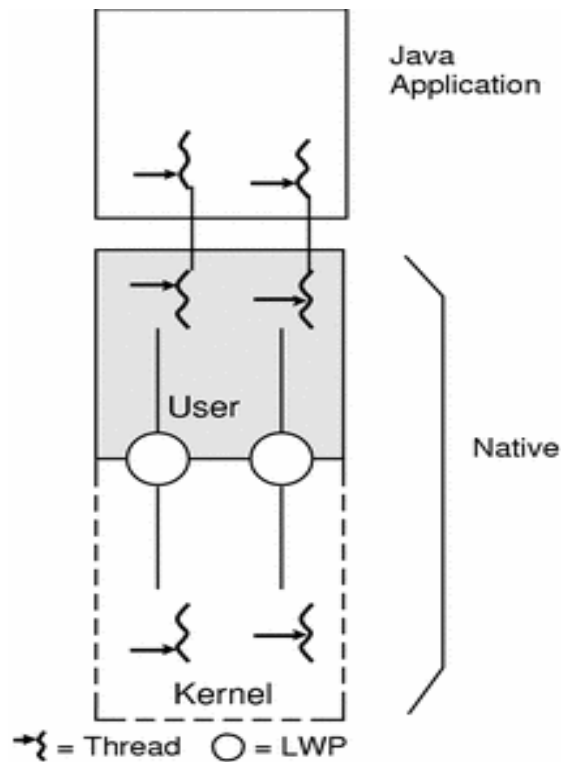 Java
Application
User
Native
Kernel
= Thread
= LWP